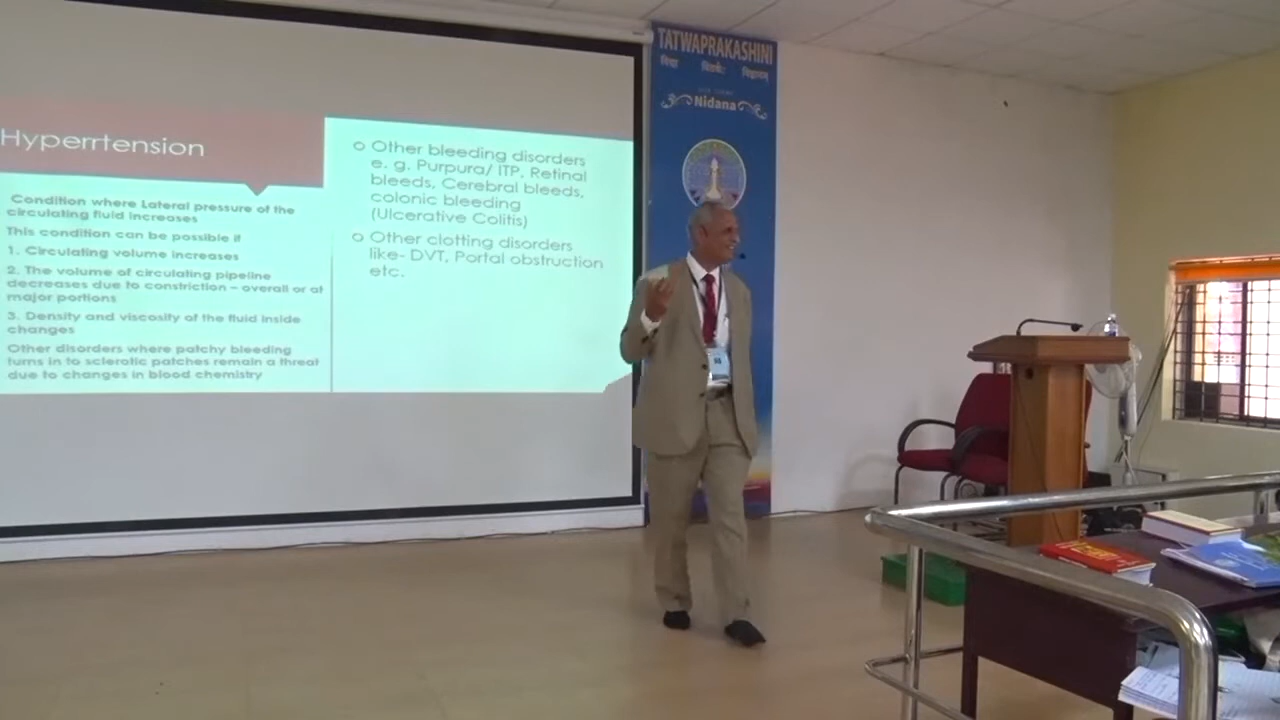 Hyperrtension
Condition where Lateral pressure of the
circulating fluid increases
This condition can be possible if
1. Circulating volume increases
2. The volume of circulating pipeline
decreases due to constriction – overall or at
major portions
3. Density and viscosity of the fluid inside
changes
Other disorders where patchy bleeding
turns in to sclerotic patches remain a threat
due to changes in blood chemistry
o Other bleeding disorders
e. g. Purpura/ ITP, Retinal
bleeds, Cerebral bleeds,
colonic bleeding
(Ulcerative Colitis)
o Other clotting disorders
like- DVT, Portal obstruction
etc.
TATWAPRAKASHINI
Nidana